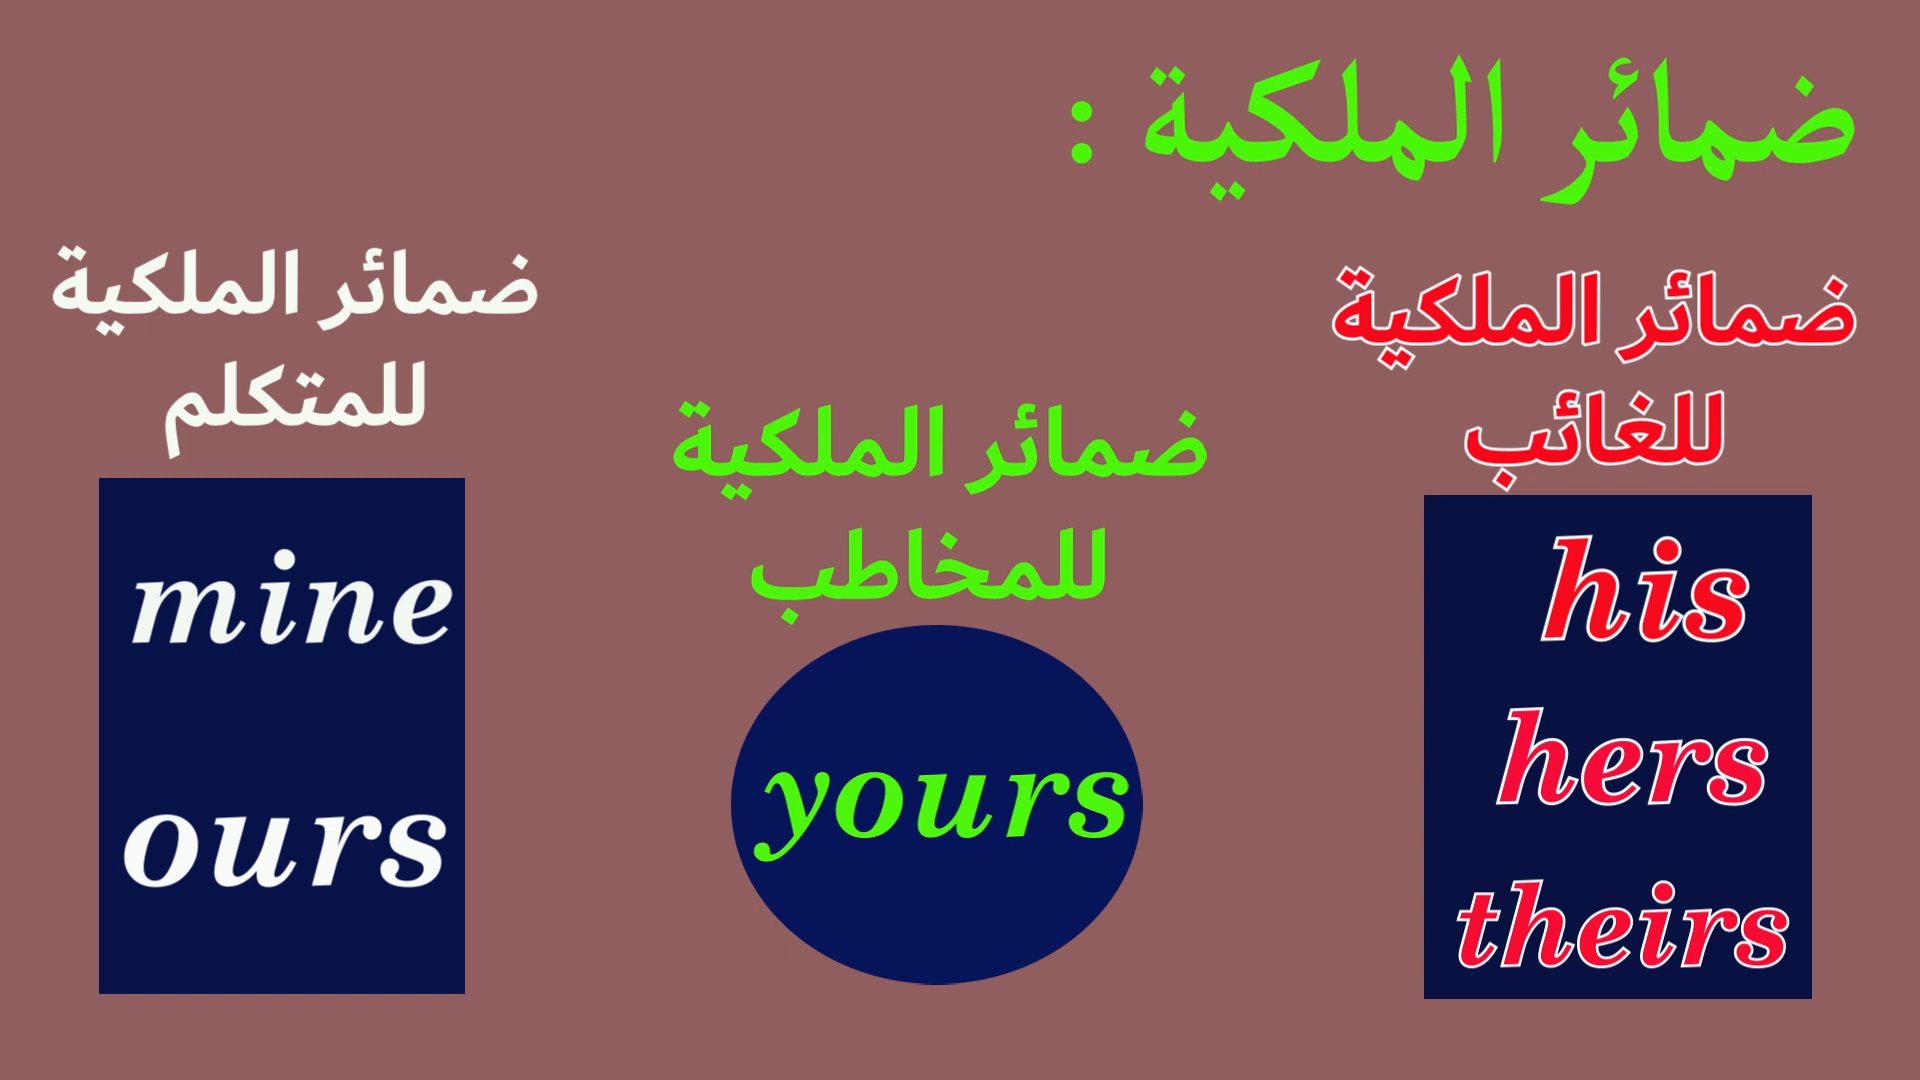 ضمائر الملكية :
ضمائر الملكية
للغائب
his
hers
theirs
ضمائر الملكية
للمخاطب
yours
ضمائر الملكية
للمتكلم
mine
ours